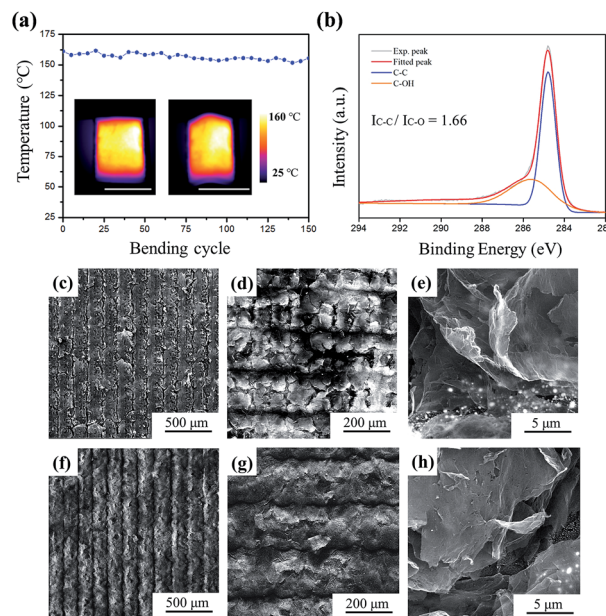 (a)
Temperature (℃)
175
150
125
100
75
50
25
0
25
50
75
100
125
150
Bending cycle
160 ℃
25 ℃
(b)
Intensity (a.u.)
Exp. peak
Fitted peak
C-C
C-OH
IC-C / IC-O = 1.66
294
292
290
288
286
284
Binding Energy (eV)
(c)
500 μm
(d)
200 μm
(e)
5 μm
(f)
500 μm
(g)
200 μm
(h)
5 μm